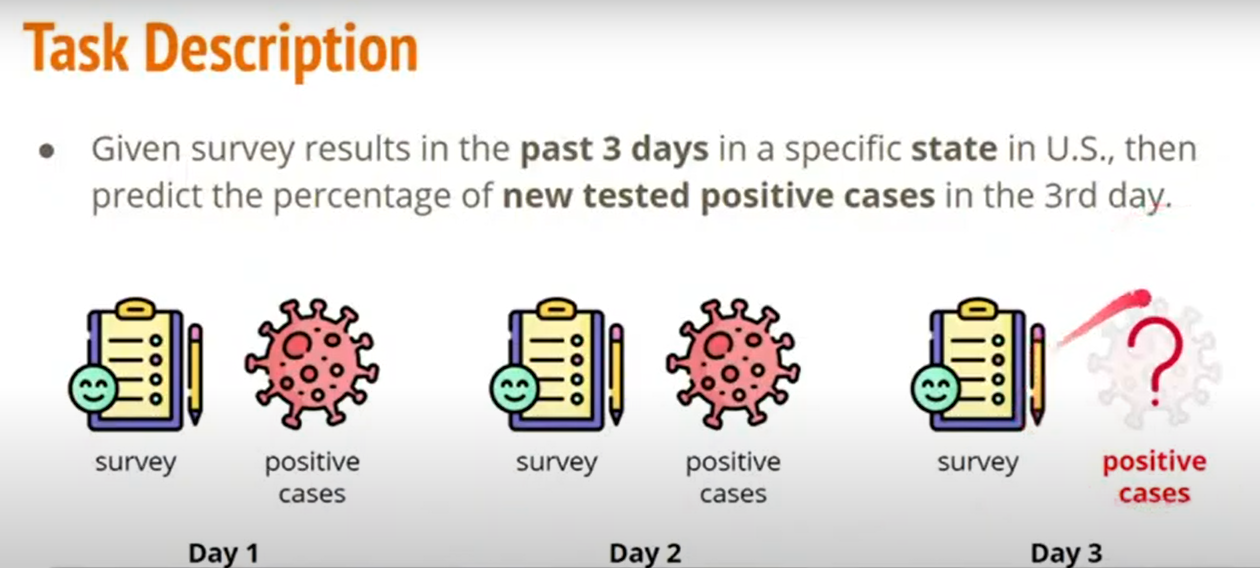 Task Description
● Given survey results in the past 3 days in a specific state in U.S., then
predict the percentage of new tested positive cases in the 3rd day.
survey
positive
cases
survey
positive
cases
survey
?
positive
cases
Day 1
Day 2
Day 3